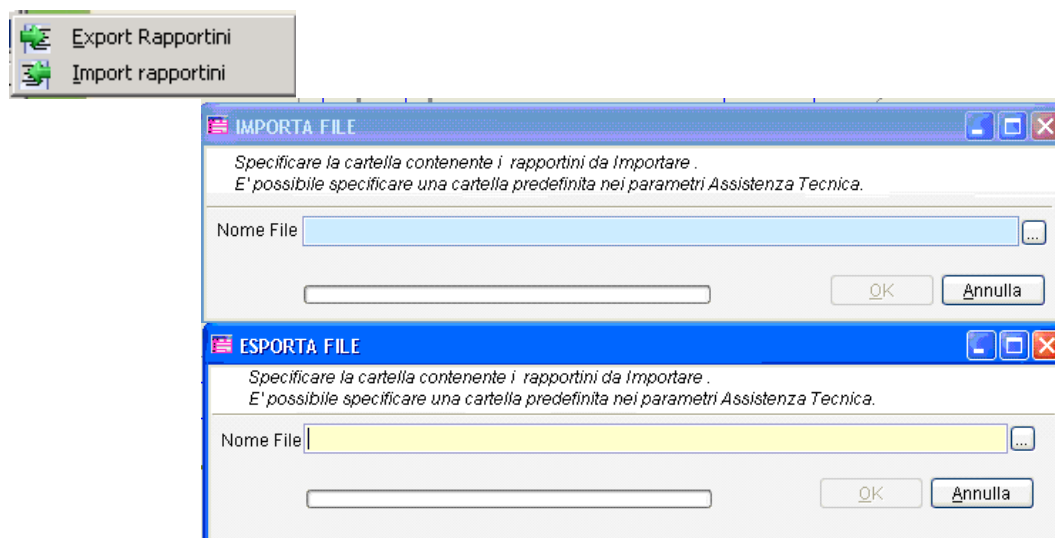 Export Rapportini
Import rapportini
IMPORTA FILE
Specificare la cartella contenente i rapportini da Importare .
E' possibile specificare una cartella predefinita nei parametri Assistenza Tecnica.
Nome File
...
OK
Annulla
ESPORTA FILE
Specificare la cartella contenente i rapportini da Importare .
E' possibile specificare una cartella predefinita nei parametri Assistenza Tecnica.
Nome File
...
OK
Annulla